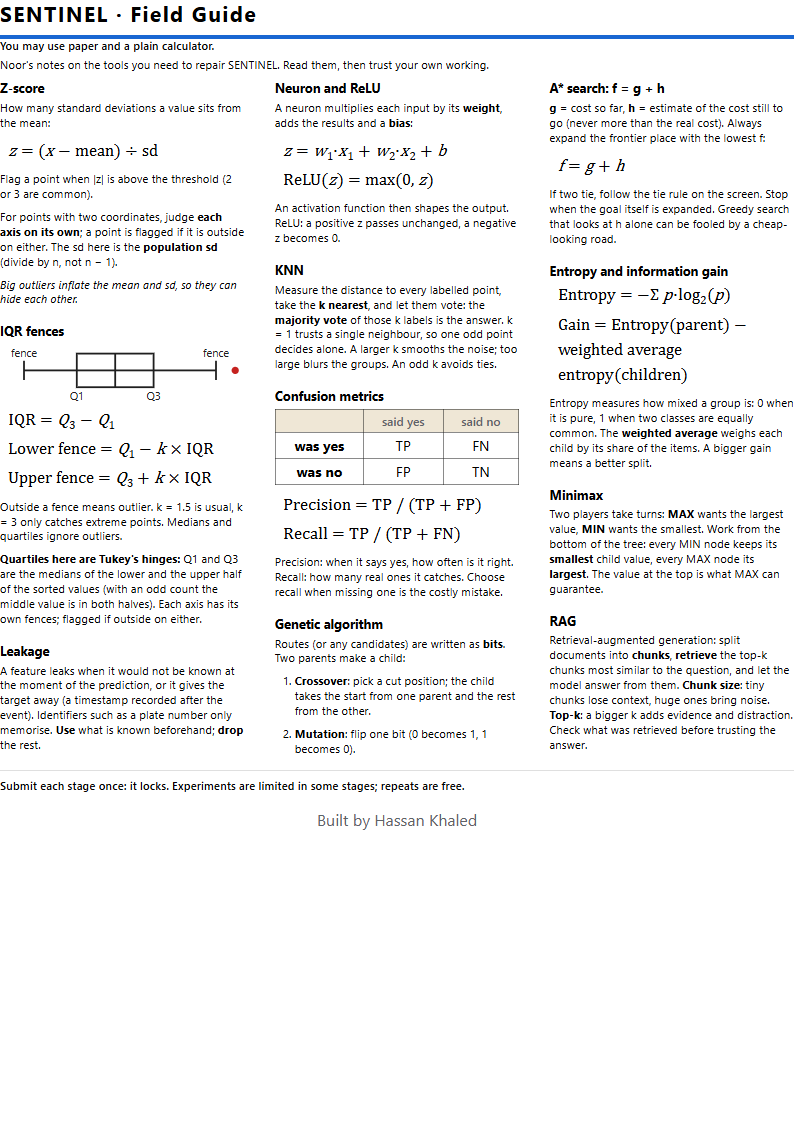 SENTINEL · Field Guide
You may use paper and a plain calculator.
Noor's notes on the tools you need to repair SENTINEL. Read them, then trust your own working.
Z-score
How many standard deviations a value sits from
the mean:
z = (x − mean) ÷ sd
Flag a point when |z| is above the threshold (2
or 3 are common).
For points with two coordinates, judge each
axis on its own; a point is flagged if it is outside
on either. The sd here is the population sd
(divide by n, not n − 1).
Big outliers inflate the mean and sd, so they can
hide each other.
IQR fences
fence fence
Q1 Q3
IQR = Q₃ − Q₁
Lower fence = Q₁ − k × IQR
Upper fence = Q₃ + k × IQR
Outside a fence means outlier. k = 1.5 is usual, k
= 3 only catches extreme points. Medians and
quartiles ignore outliers.
Quartiles here are Tukey's hinges: Q1 and Q3
are the medians of the lower and the upper half
of the sorted values (with an odd count the
middle value is in both halves). Each axis has its
own fences; flagged if outside on either.
Leakage
A feature leaks when it would not be known at
the moment of the prediction, or it gives the
target away (a timestamp recorded after the
event). Identifiers such as a plate number only
memorise. Use what is known beforehand; drop
the rest.
Neuron and ReLU
A neuron multiplies each input by its weight,
adds the results and a bias:
z = w₁·x₁ + w₂·x₂ + b
ReLU(z) = max(0, z)
An activation function then shapes the output.
ReLU: a positive z passes unchanged, a negative
z becomes 0.
KNN
Measure the distance to every labelled point,
take the k nearest, and let them vote: the
majority vote of those k labels is the answer. k
= 1 trusts a single neighbour, so one odd point
decides alone. A larger k smooths the noise; too
large blurs the groups. An odd k avoids ties.
Confusion metrics
said yes said no
was yes TP FN
was no FP TN
Precision = TP / (TP + FP)
Recall = TP / (TP + FN)
Precision: when it says yes, how often is it right.
Recall: how many real ones it catches. Choose
recall when missing one is the costly mistake.
Genetic algorithm
Routes (or any candidates) are written as bits.
Two parents make a child:
1. Crossover: pick a cut position; the child
takes the start from one parent and the rest
from the other.
2. Mutation: flip one bit (0 becomes 1, 1
becomes 0).
A* search: f = g + h
g = cost so far, h = estimate of the cost still to
go (never more than the real cost). Always
expand the frontier place with the lowest f:
f = g + h
If two tie, follow the tie rule on the screen. Stop
when the goal itself is expanded. Greedy search
that looks at h alone can be fooled by a cheap-
looking road.
Entropy and information gain
Entropy = −Σ p·log₂(p)
Gain = Entropy(parent) −
weighted average
entropy(children)
Entropy measures how mixed a group is: 0 when
it is pure, 1 when two classes are equally
common. The weighted average weighs each
child by its share of the items. A bigger gain
means a better split.
Minimax
Two players take turns: MAX wants the largest
value, MIN wants the smallest. Work from the
bottom of the tree: every MIN node keeps its
smallest child value, every MAX node its
largest. The value at the top is what MAX can
guarantee.
RAG
Retrieval-augmented generation: split
documents into chunks, retrieve the top-k
chunks most similar to the question, and let the
model answer from them. Chunk size: tiny
chunks lose context, huge ones bring noise.
Top-k: a bigger k adds evidence and distraction.
Check what was retrieved before trusting the
answer.
Submit each stage once: it locks. Experiments are limited in some stages; repeats are free.
Built by Hassan Khaled